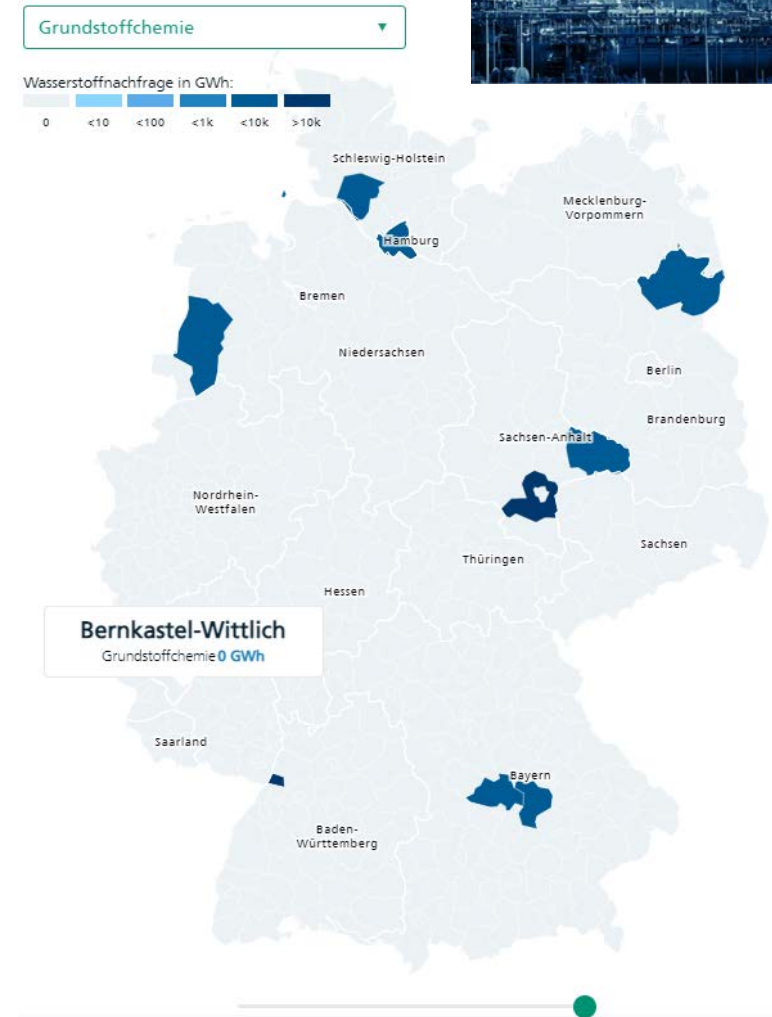 Grundstoffchemie
Wasserstoffnachfrage in GWh:
0 <10 <100 <1k <10k >10k
Schleswig-Holstein
Mecklenburg-
Vorpommern
Hamburg
Bremen
Niedersachsen
Berlin
Brandenburg
Sachsen-Anhalt
Nordrhein-
Westfalen
Sachsen
Thüringen
Hessen
Bernkastel-Wittlich
Grundstoffchemie 0 GWh
Saarland
Bayern
Baden-
Württemberg